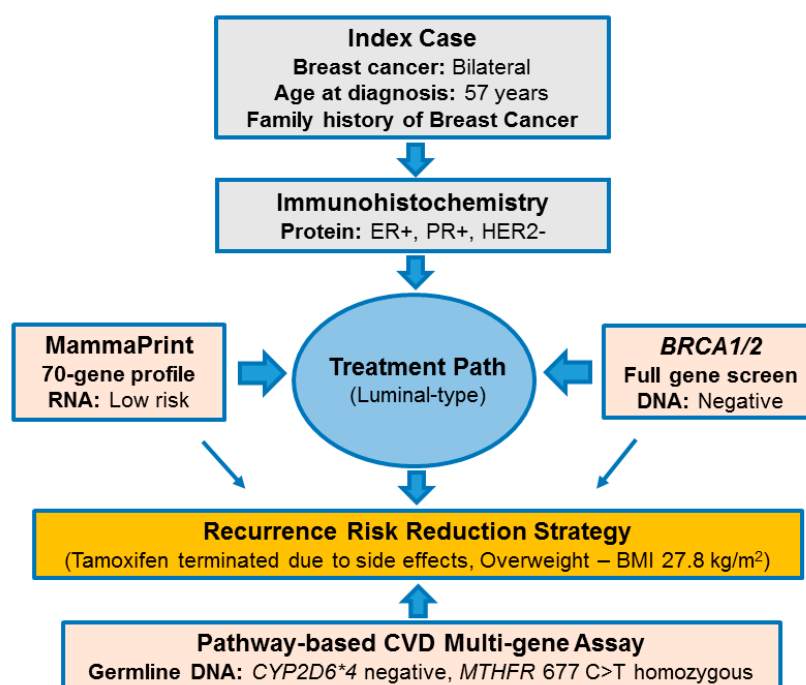 Index Case
Breast cancer: Bilateral
Age at diagnosis: 57 years
Family history of Breast Cancer
Immunohistochemistry
Protein: ER+, PR+, HER2-
MammaPrint
70-gene profile
RNA: Low risk
Treatment Path
(Luminal-type)
BRCA1/2
Full gene screen
DNA: Negative
Recurrence Risk Reduction Strategy
(Tamoxifen terminated due to side effects, Overweight – BMI 27.8 kg/m²)
Pathway-based CVD Multi-gene Assay
Germline DNA: CYP2D6*4 negative, MTHFR 677 C>T homozygous